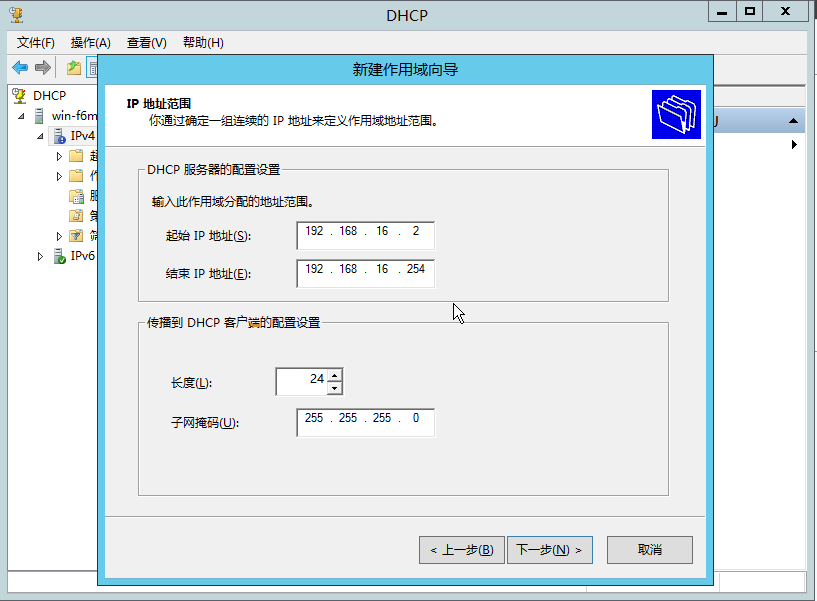 DHCP
文件(F) 操作(A) 查看(V) 帮助(H)
DHCP
win-f6m
IPv4
IPv6
新建作用域向导
IP 地址范围
你通过确定一组连续的 IP 地址来定义作用域地址范围。
DHCP 服务器的配置设置
输入此作用域分配的地址范围。
起始 IP 地址(S): 192 . 168 . 16 . 2
结束 IP 地址(E): 192 . 168 . 16 . 254
传播到 DHCP 客户端的配置设置
长度(L): 24
子网掩码(U): 255 . 255 . 255 . 0
< 上一步(B) 下一步(N) > 取消